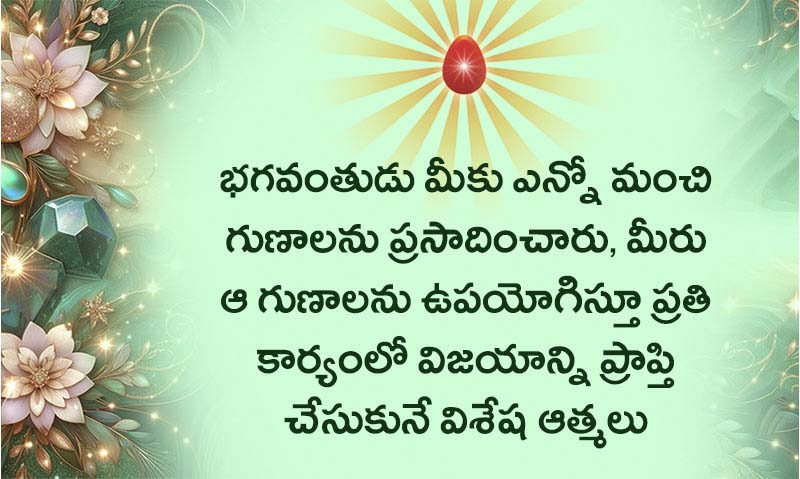 భగవంతుడు మీకు ఎన్నో మంచి
గుణాలను ప్రసాదించారు, మీరు
ఆ గుణాలను ఉపయోగిస్తూ ప్రతి
కార్యంలో విజయాన్ని ప్రాప్తి
చేసుకునే విశేష ఆత్మలు